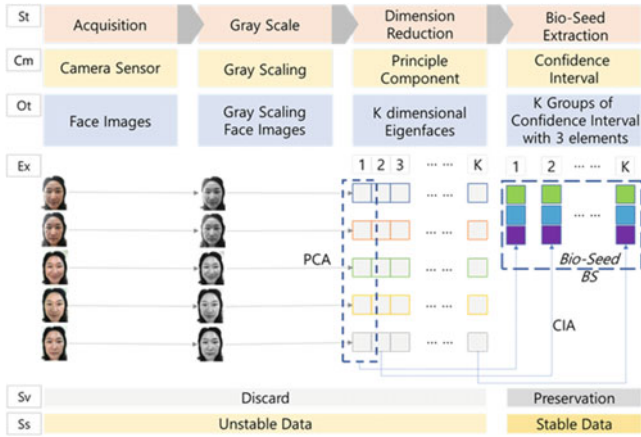 St Acquisition Gray Scale Dimension Reduction Bio-Seed Extraction
Cm Camera Sensor Gray Scaling Principle Component Confidence Interval
Ot Face Images Gray Scaling Face Images K dimensional Eigenfaces K Groups of Confidence Interval with 3 elements
Ex 1 2 3 ... ... K 1 2 ... ... K
... ...
PCA ... ...
... ...
Bio-Seed
BS
... ...
CIA
... ...
Sv Discard Preservation
Ss Unstable Data Stable Data